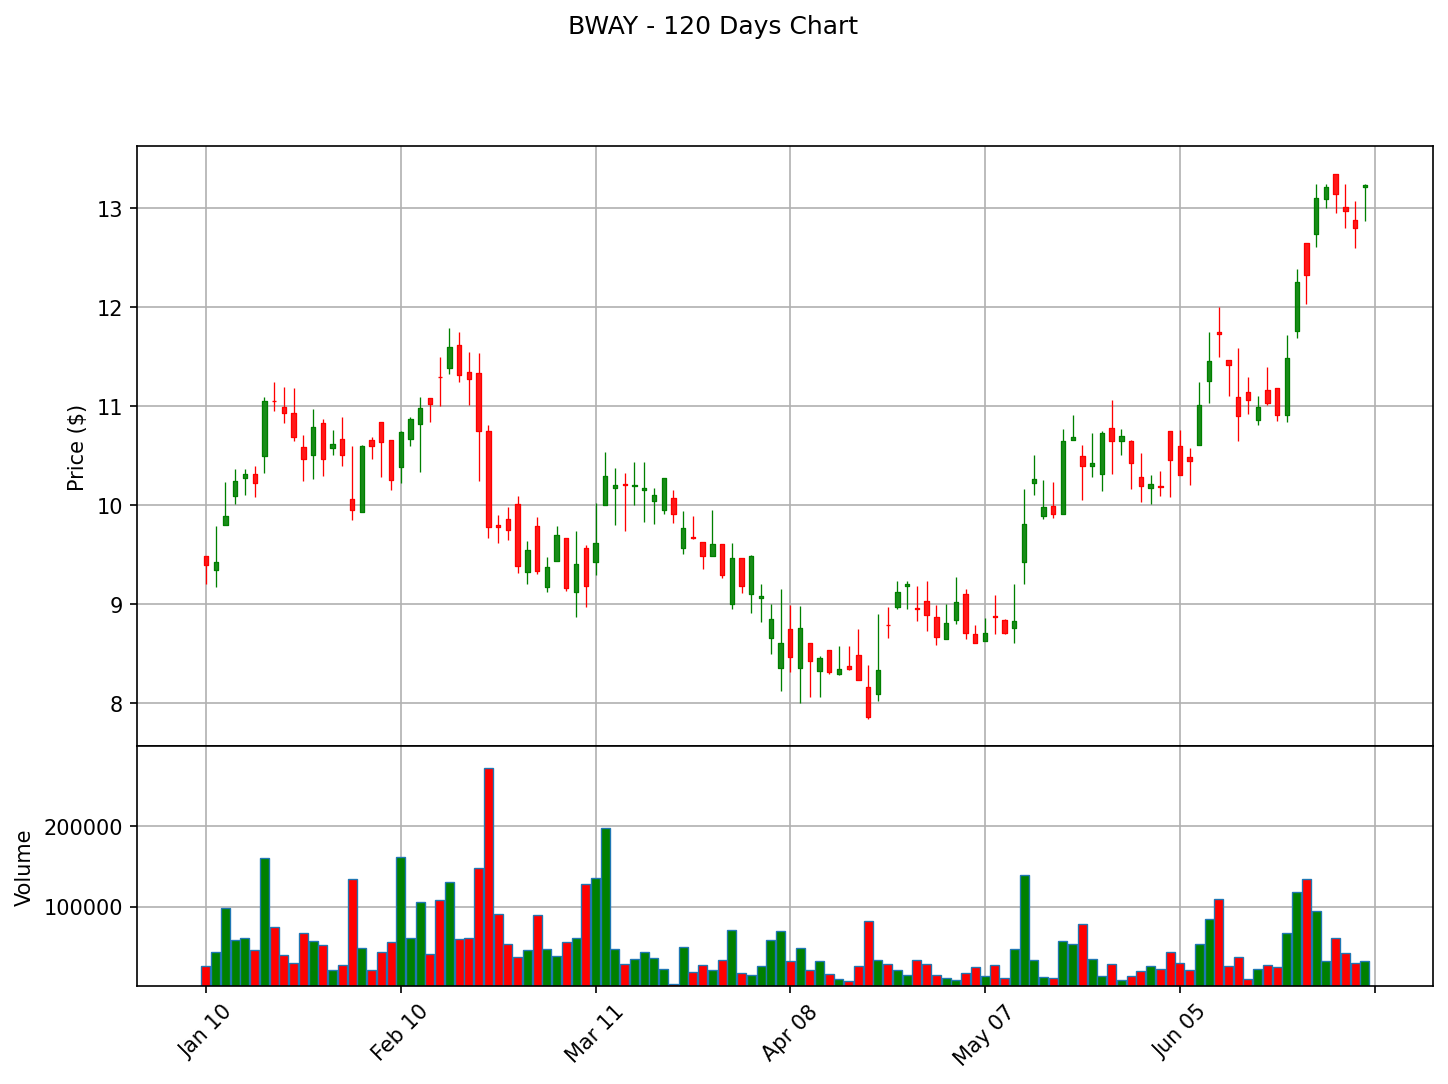 BWAY - 120 Days Chart
Price ($)
13
12
11
10
9
8
Volume
200000
100000
Jan 10
Feb 10
Mar 11
Apr 08
May 07
Jun 05